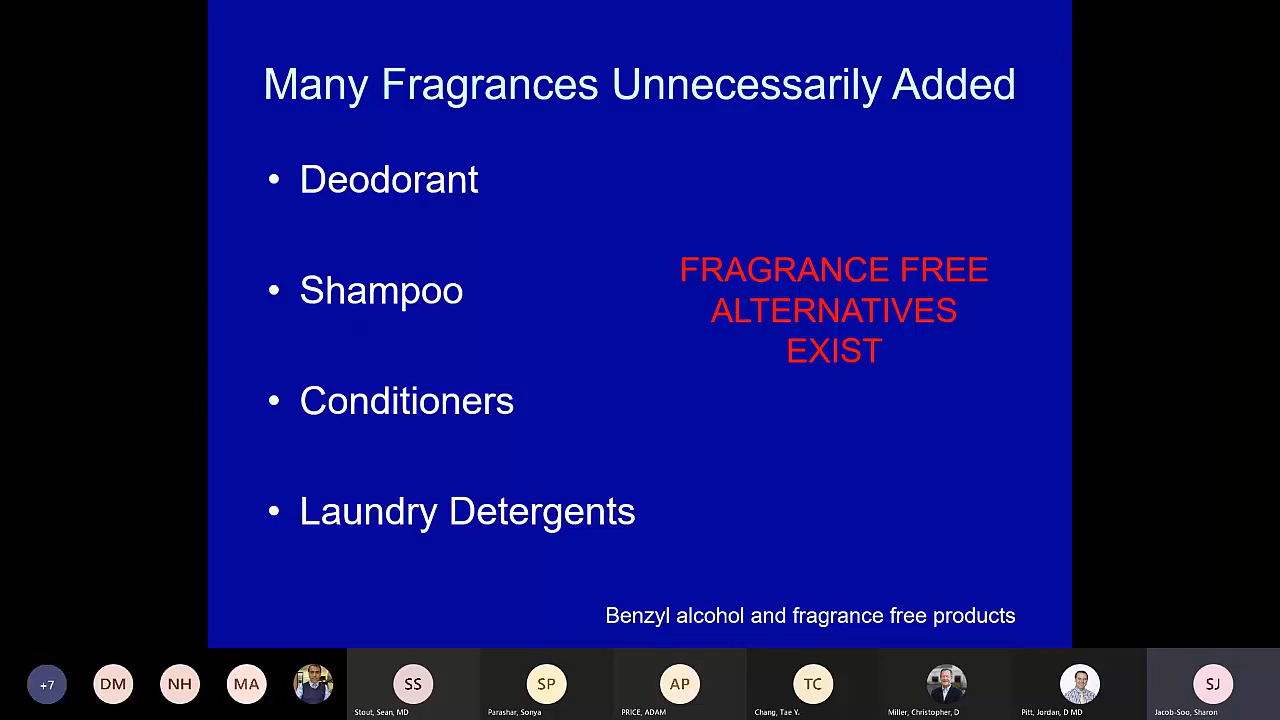 Many Fragrances Unnecessarily Added
• Deodorant
• Shampoo
• Conditioners
• Laundry Detergents
FRAGRANCE FREE
ALTERNATIVES
EXIST
Benzyl alcohol and fragrance free products
+7
DM
NH
MA
SS
Stout, Sean, MD
SP
Parashar, Sonya
AP
PRICE, ADAM
TC
Chang, Tae Y.
Miller, Christopher, D
Pitt, Jordan, D MD
SJ
Jacob-Soo, Sharon